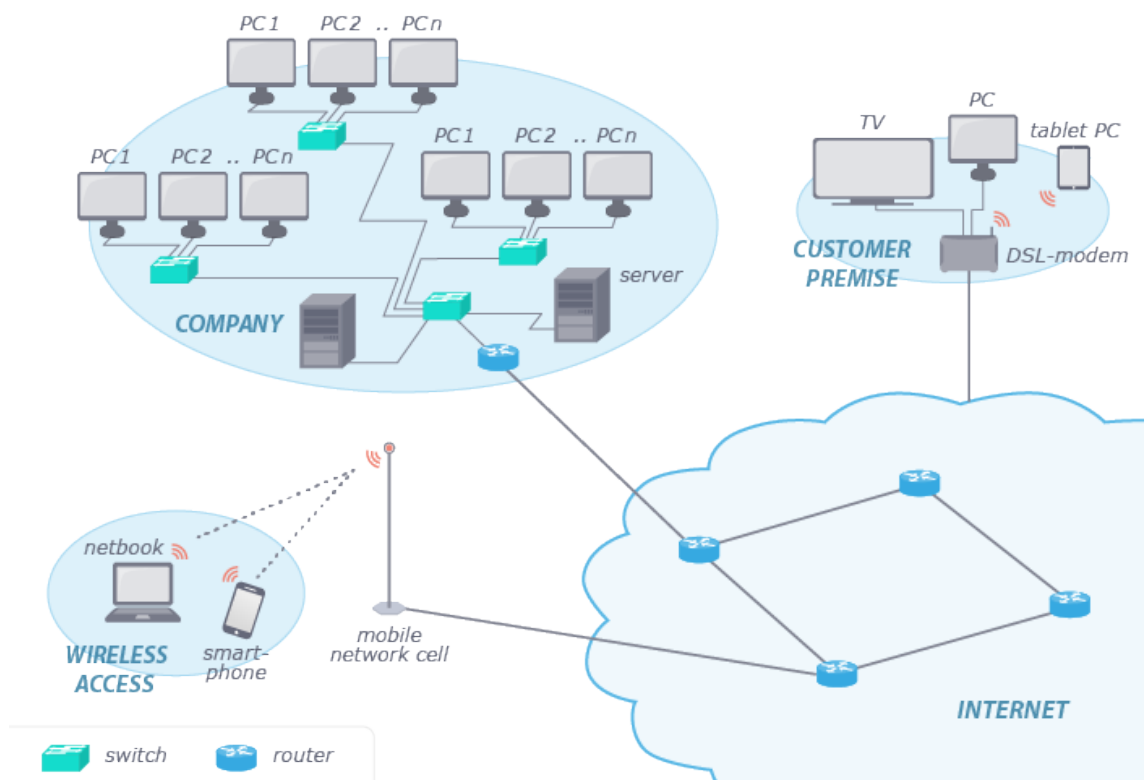 PC1 PC2 .. PCn
PC1 PC2 .. PCn
PC1 PC2 .. PCn
server
COMPANY
TV
PC
tablet PC
CUSTOMER
PREMISE
DSL-modem
netbook
smart-
phone
WIRELESS
ACCESS
mobile
network cell
INTERNET
switch
router